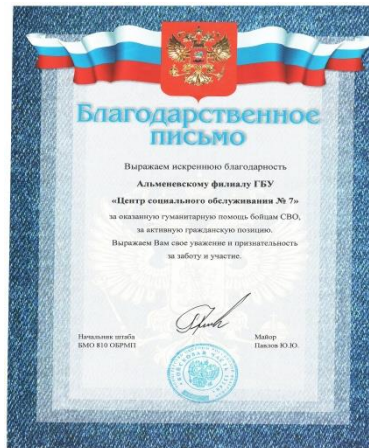 Благодарственное
письмо
Выражаем искреннюю благодарность
Альменевскому филиалу ГБУ
«Центр социального обслуживания № 7»
за оказанную гуманитарную помощь бойцам СВО,
за активную гражданскую позицию.
Выражаем Вам свое уважение и признательность
за заботу и участие.
Начальник штаба
БМО 810 ОБРМП
Майор
Павлов Ю.Ю.